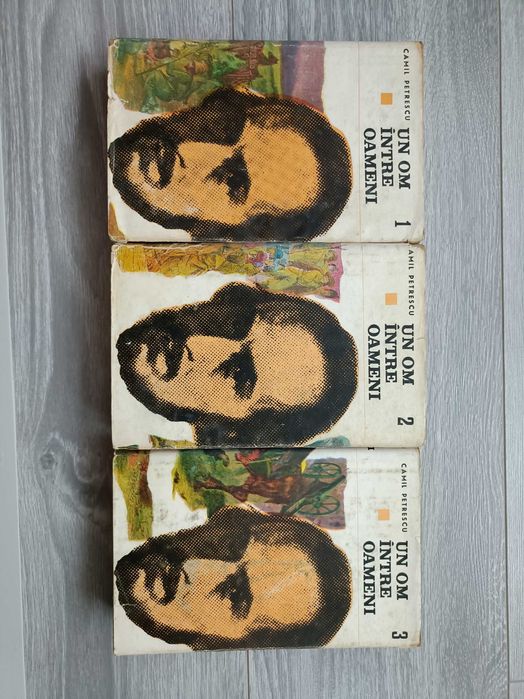 CAMIL PETRESCU
UN OM
ÎNTRE
OAMENI
1
AMIL PETRESCU
UN OM
ÎNTRE
OAMENI
2
CAMIL PETRESCU
UN OM
ÎNTRE
OAMENI
3